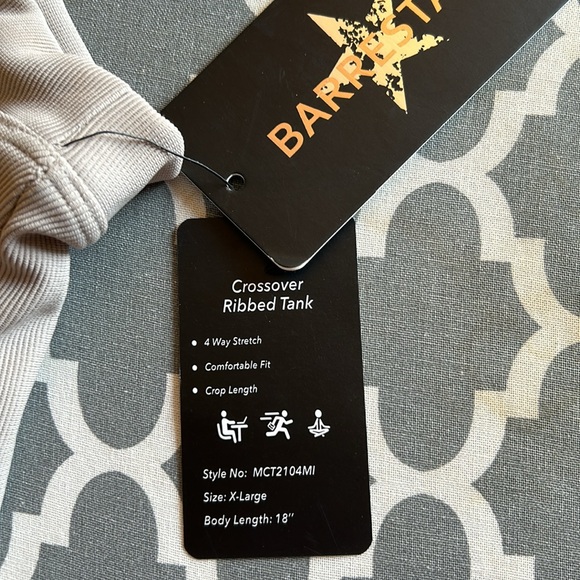 BARRESTA
Crossover
Ribbed Tank
• 4 Way Stretch
• Comfortable Fit
• Crop Length
Style No: MCT2104MI
Size: X-Large
Body Length: 18"